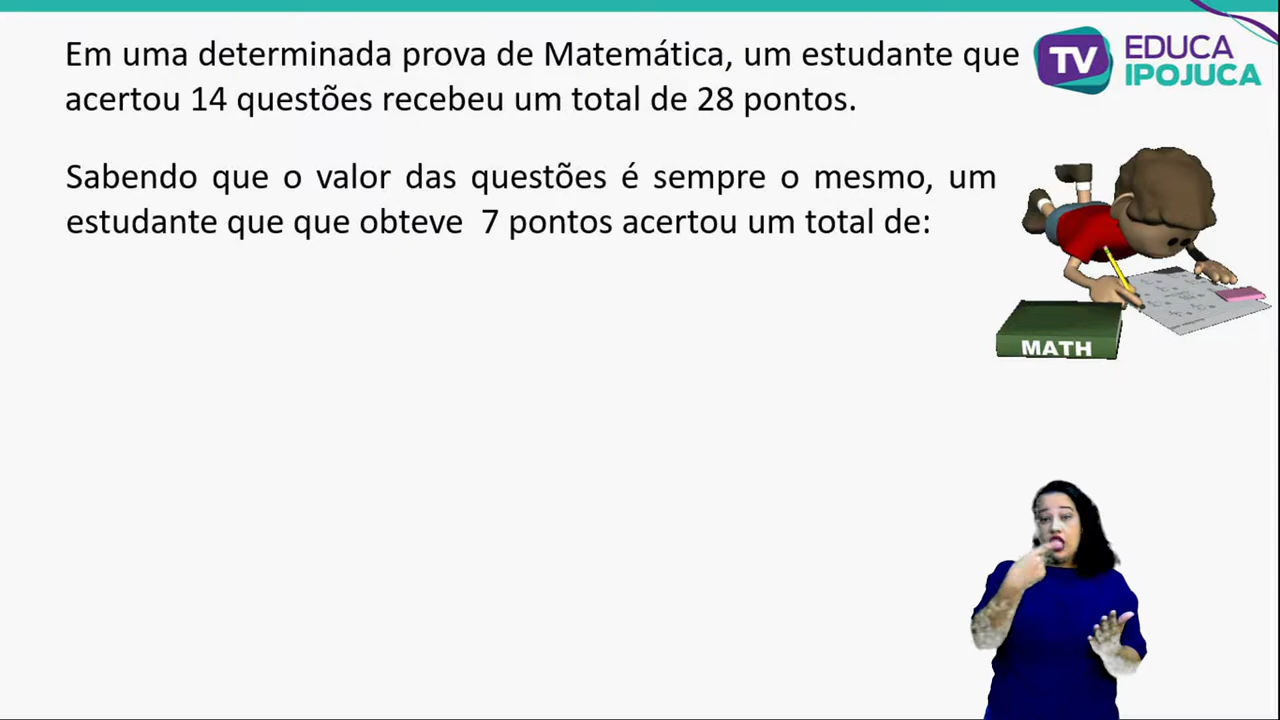 Em uma determinada prova de Matemática, um estudante que
acertou 14 questões recebeu um total de 28 pontos.
TV EDUCA
IPOJUCA
Sabendo que o valor das questões é sempre o mesmo, um
estudante que que obteve 7 pontos acertou um total de:
MATH